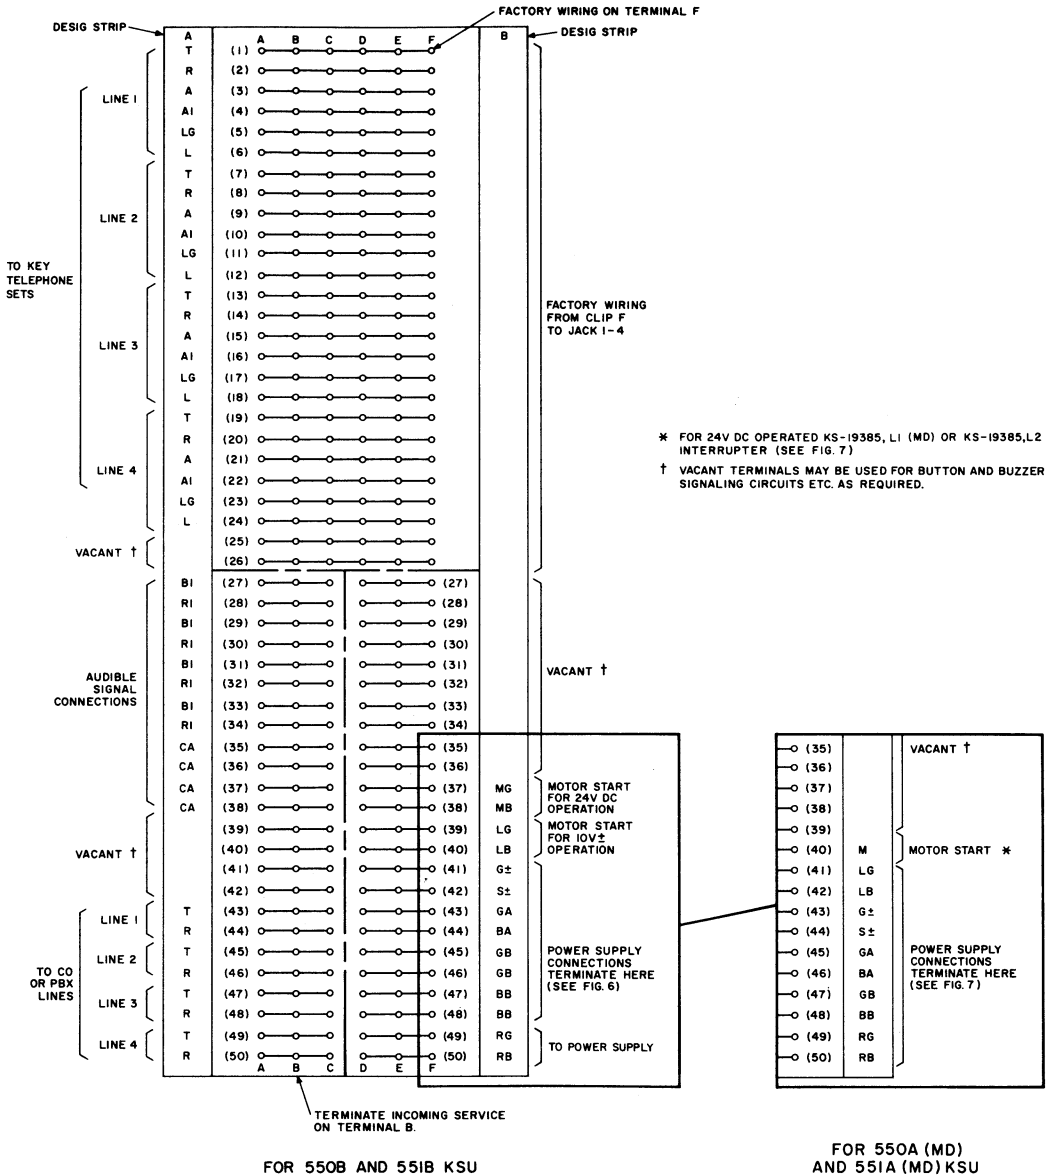 FACTORY WIRING ON TERMINAL F
DESIG STRIP
DESIG STRIP
A A B C D E F B
T (1)
R (2)
A (3)
LINE 1
A1 (4)
LG (5)
L (6)
T (7)
R (8)
A (9)
LINE 2
A1 (10)
LG (11)
L (12)
TO KEY
TELEPHONE
SETS
T (13)
R (14)
A (15)
LINE 3
A1 (16)
LG (17)
L (18)
FACTORY WIRING
FROM CLIP F
TO JACK 1-4
T (19)
R (20)
A (21)
LINE 4
A1 (22)
LG (23)
L (24)
(25)
VACANT †
(26)
* FOR 24V DC OPERATED KS-19385, L1 (MD) OR KS-19385,L2
INTERRUPTER (SEE FIG. 7)
† VACANT TERMINALS MAY BE USED FOR BUTTON AND BUZZER
SIGNALING CIRCUITS ETC. AS REQUIRED.
B1 (27) (27)
R1 (28) (28)
B1 (29) (29)
R1 (30) (30)
B1 (31) (31)
R1 (32) (32)
B1 (33) (33)
R1 (34) (34)
CA (35) (35)
CA (36) (36)
CA (37) (37) MG
CA (38) (38) MB
AUDIBLE
SIGNAL
CONNECTIONS
VACANT †
MOTOR START
FOR 24V DC
OPERATION
(39) (39) LG
(40) (40) LB
(41) (41) G±
(42) (42) S±
VACANT †
MOTOR START
FOR 10V±
OPERATION
T (43) (43) GA
R (44) (44) BA
LINE 1
T (45) (45) GB
R (46) (46) GB
LINE 2
T (47) (47) BB
R (48) (48) BB
LINE 3
T (49) (49) RG
R (50) (50) RB
LINE 4
TO CO
OR PBX
LINES
POWER SUPPLY
CONNECTIONS
TERMINATE HERE
(SEE FIG. 6)
TO POWER SUPPLY
A B C D E F
TERMINATE INCOMING SERVICE
ON TERMINAL B.
FOR 550B AND 551B KSU
(35)
(36)
(37)
(38)
(39)
(40) M
(41) LG
(42) LB
(43) G±
(44) S±
(45) GA
(46) BA
(47) GB
(48) BB
(49) RG
(50) RB
VACANT †
MOTOR START *
POWER SUPPLY
CONNECTIONS
TERMINATE HERE
(SEE FIG. 7)
FOR 550A (MD)
AND 551A (MD) KSU